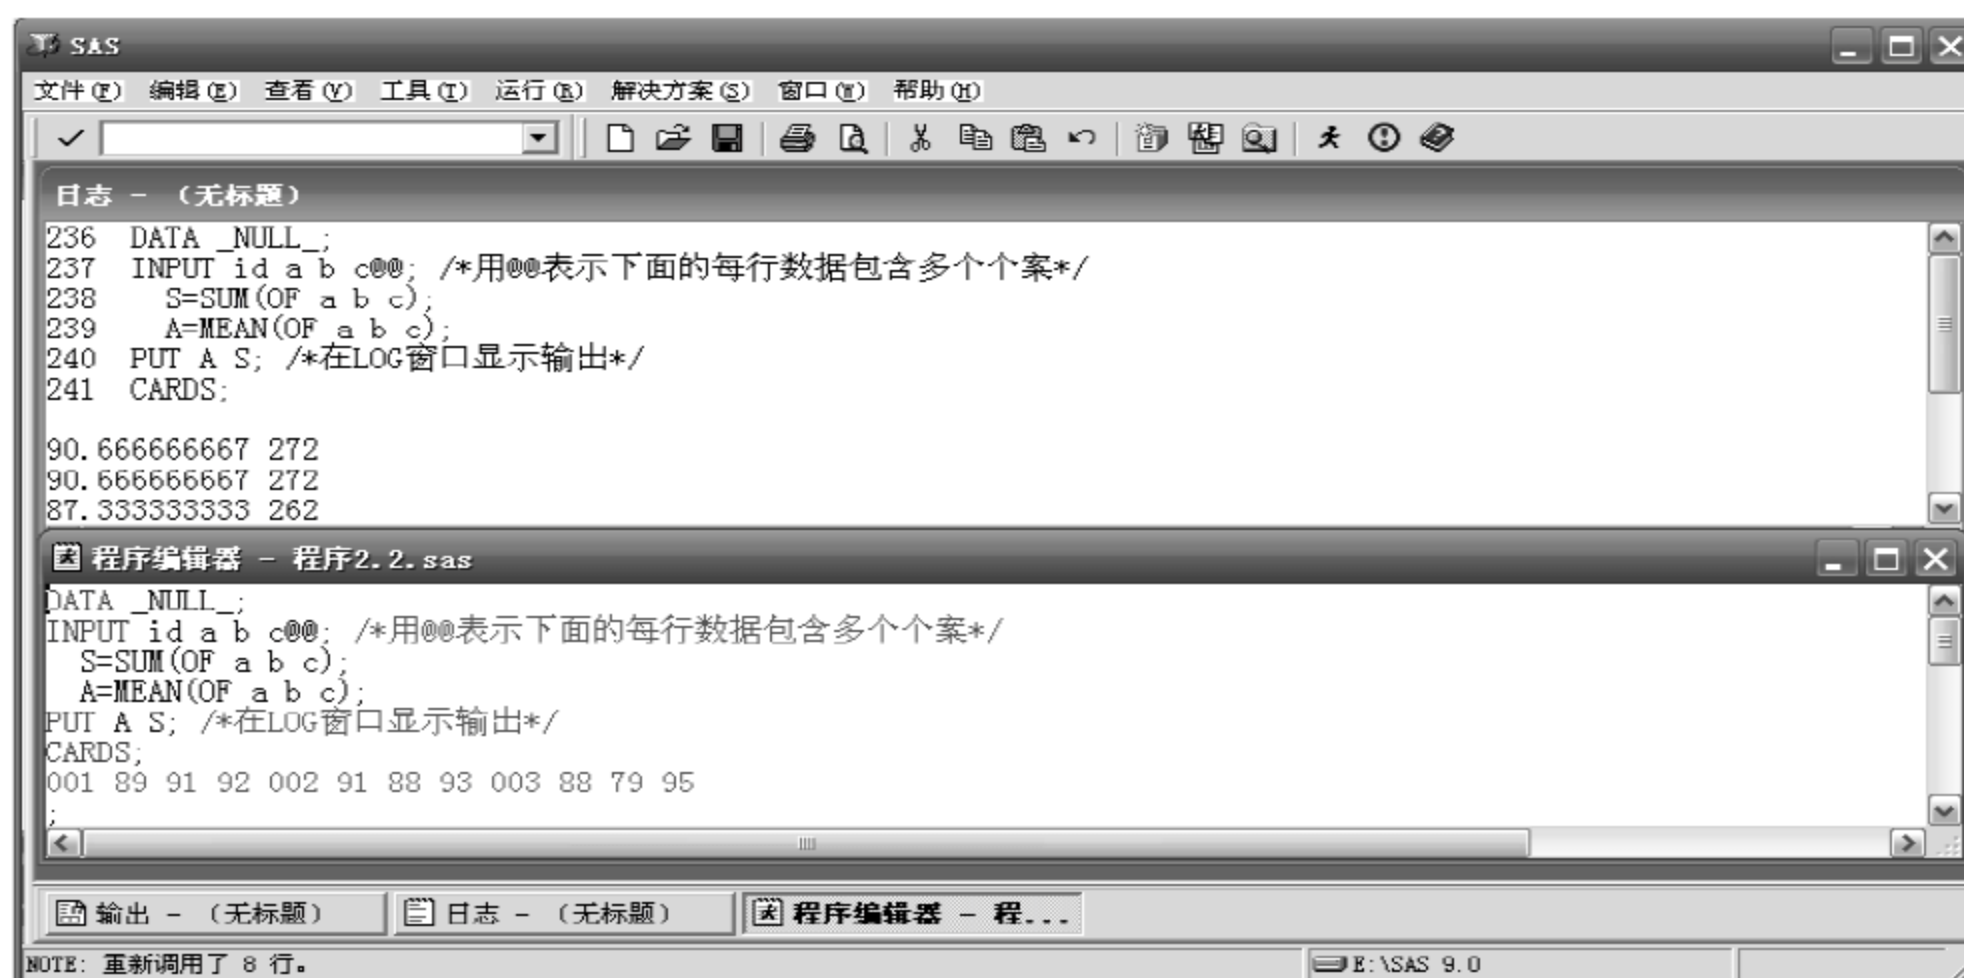 SAS
文件(F) 编辑(E) 查看(V) 工具(T) 运行(R) 解决方案(S) 窗口(W) 帮助(H)
日志 - （无标题）
236 DATA _NULL_;
237 INPUT id a b c@@; /*用@@表示下面的每行数据包含多个个案*/
238 S=SUM(OF a b c);
239 A=MEAN(OF a b c);
240 PUT A S; /*在LOG窗口显示输出*/
241 CARDS;
90.666666667 272
90.666666667 272
87.333333333 262
程序编辑器 - 程序2.2.sas
DATA _NULL_;
INPUT id a b c@@; /*用@@表示下面的每行数据包含多个个案*/
S=SUM(OF a b c);
A=MEAN(OF a b c);
PUT A S; /*在LOG窗口显示输出*/
CARDS;
001 89 91 92 002 91 88 93 003 88 79 95
;
输出 - （无标题） 日志 - （无标题） 程序编辑器 - 程...
NOTE: 重新调用了 8 行。 E:\SAS 9.0